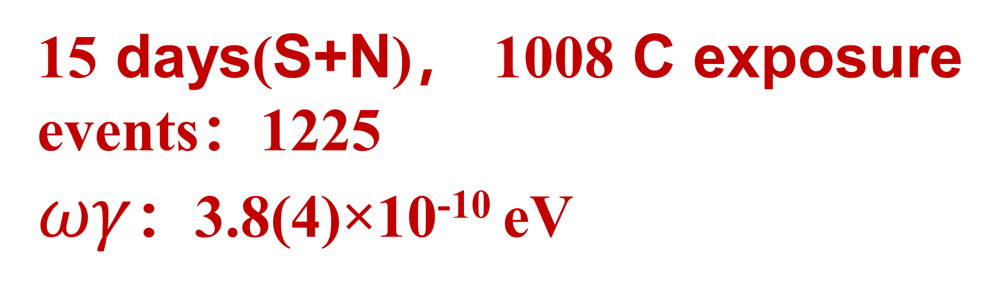 15 days(S+N)， 1008 C exposure
events：1225
ωγ：3.8(4)×10⁻¹⁰ eV